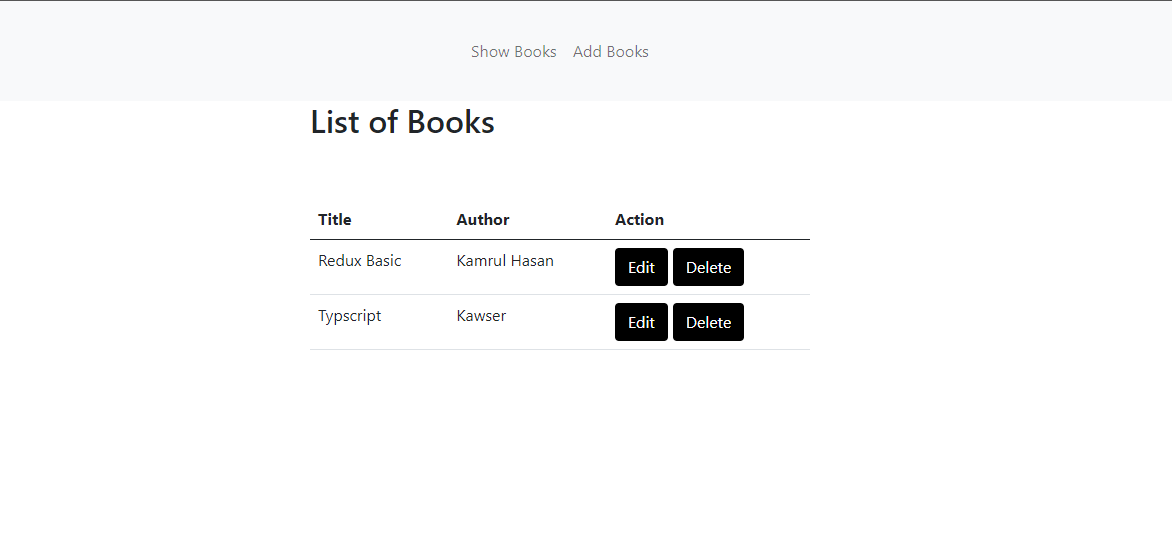 Show Books Add Books
List of Books
Title Author Action
Redux Basic Kamrul Hasan Edit Delete
Typscript Kawser Edit Delete